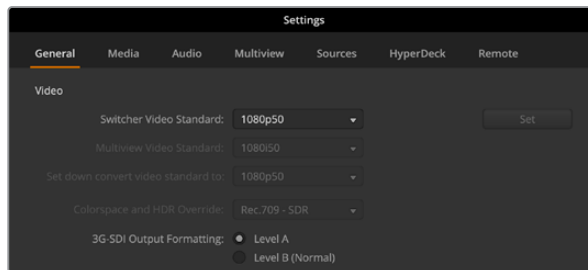 Settings
General Media Audio Multiview Sources HyperDeck Remote
Video
Switcher Video Standard: 1080p50 Set
Multiview Video Standard: 1080i50
Set down convert video standard to: 1080p50
Colorspace and HDR Override: Rec.709 - SDR
3G-SDI Output Formatting: Level A
Level B (Normal)